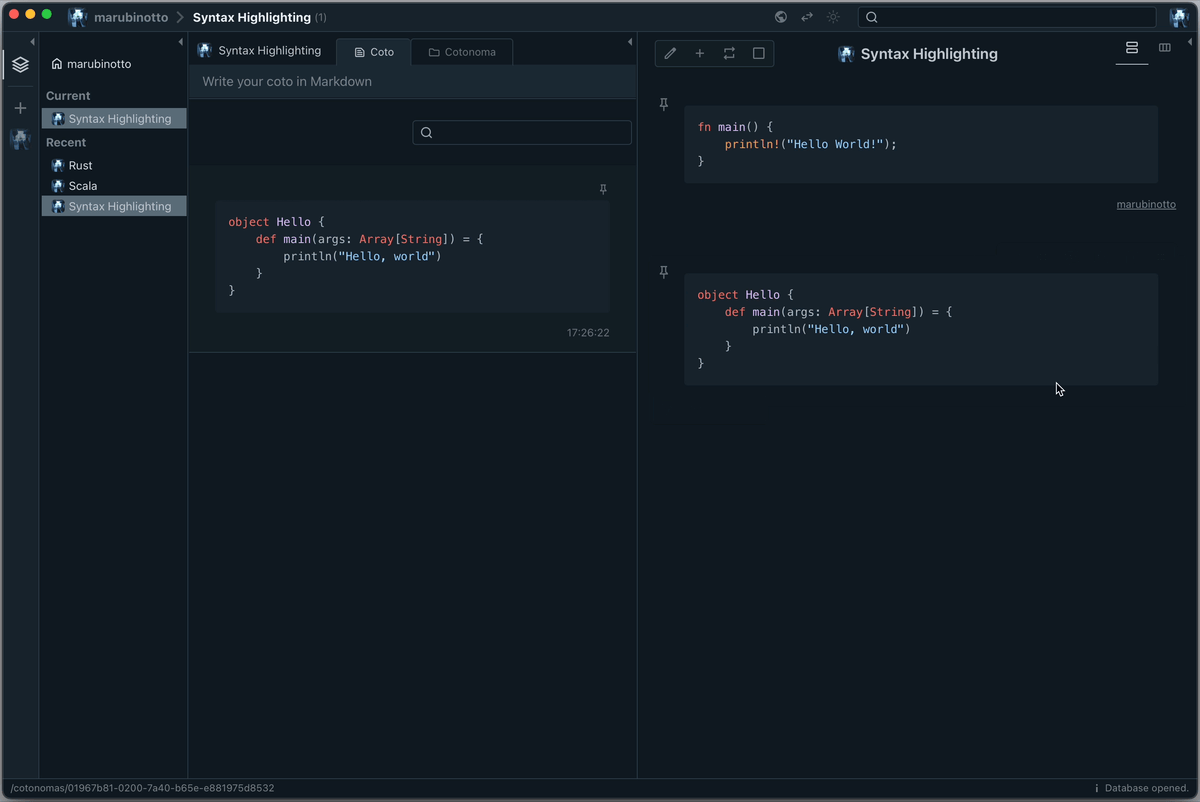 marubinotto
Syntax Highlighting (1)
marubinotto
Current
Syntax Highlighting
Recent
Rust
Scala
Syntax Highlighting
Syntax Highlighting
Coto
Cotonoma
Write your coto in Markdown
object Hello {
    def main(args: Array[String]) = {
        println("Hello, world")
    }
}
17:26:22
Syntax Highlighting
fn main() {
    println!("Hello World!");
}
marubinotto
object Hello {
    def main(args: Array[String]) = {
        println("Hello, world")
    }
}
/cotonomas/01967b81-0200-7a40-b65e-e881975d8532
Database opened.